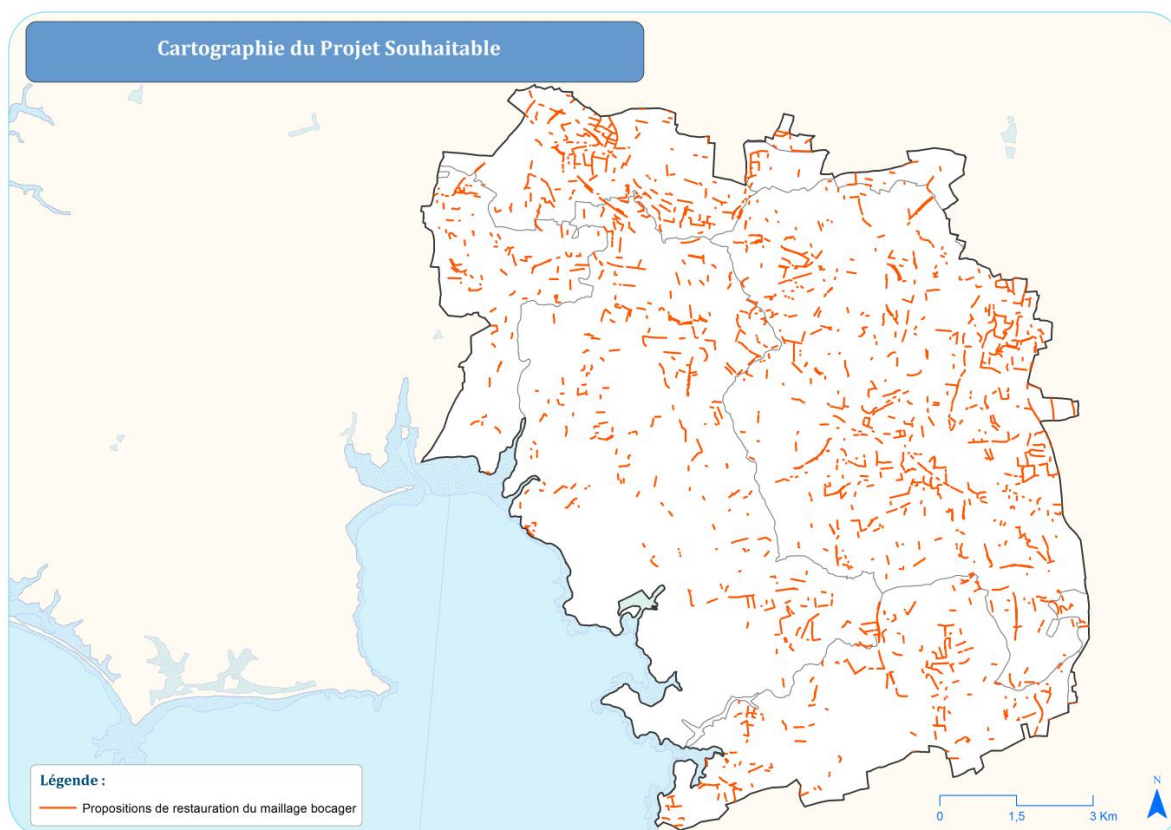 Cartographie du Projet Souhaitable
Légende :
Propositions de restauration du maillage bocager
0 1,5 3 Km
N